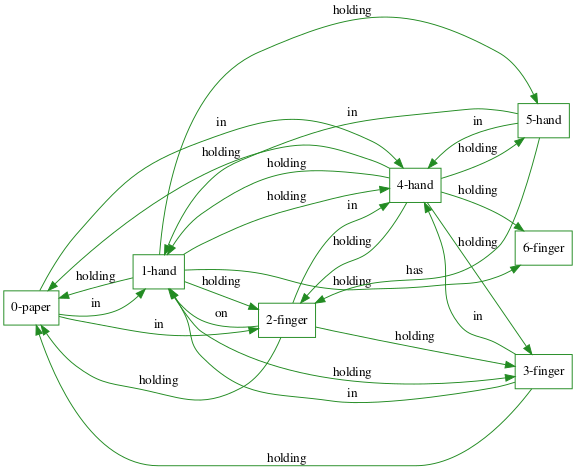 holding
5-hand
in
in
in
holding
holding
holding
4-hand
holding
holding
in
holding
holding
6-finger
1-hand
has
holding
holding
holding
0-paper
in
on
2-finger
in
in
holding
3-finger
holding
holding
in
holding